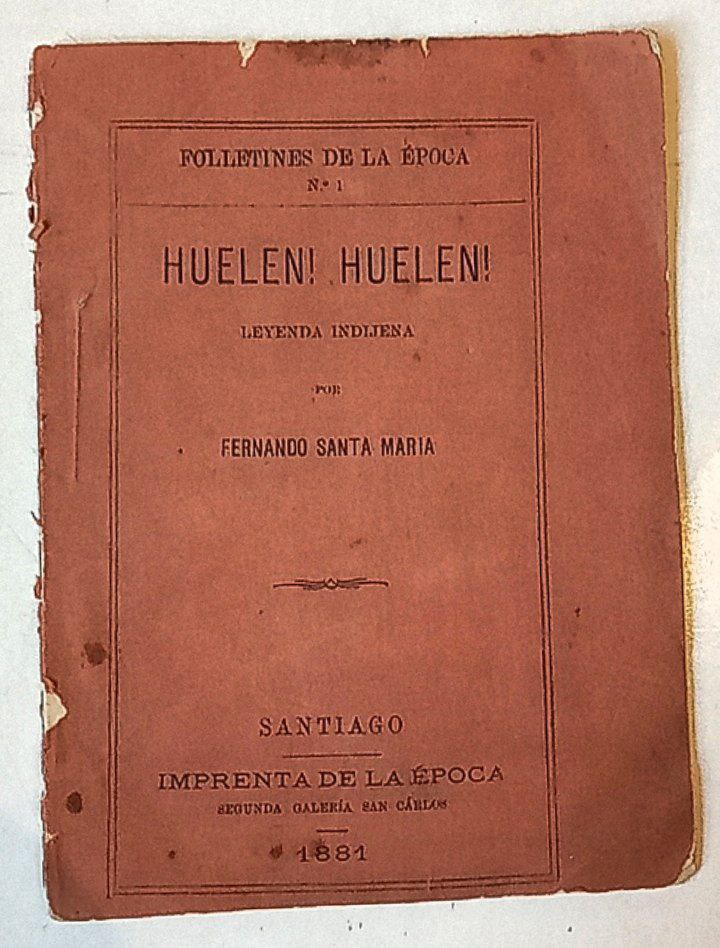 FOLLETINES DE LA ÉPOCA
N.º 1
HUELEN! HUELEN!
LEYENDA INDIJENA
POR
FERNANDO SANTA MARIA
SANTIAGO
IMPRENTA DE LA ÉPOCA
SEGUNDA GALERÍA SAN CÁRLOS
1881